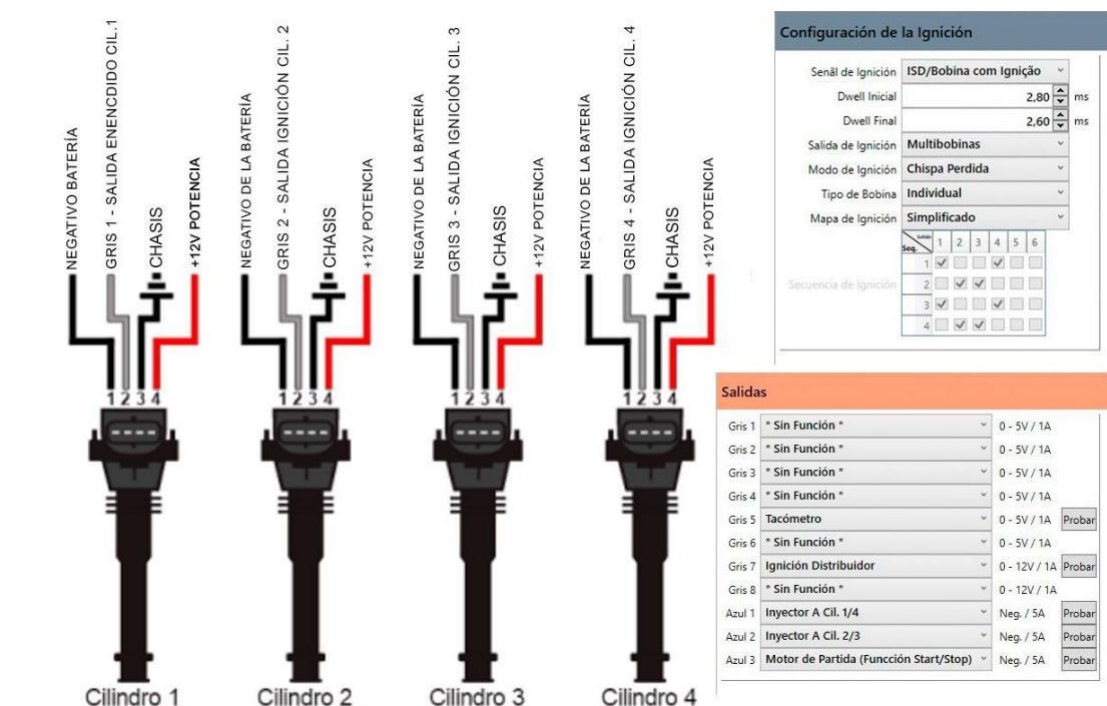 NEGATIVO BATERÍA
GRIS 1 - SALIDA ENENCDIDO CIL.1
CHASIS
+12V POTENCIA
NEGATIVO DE LA BATERÍA
GRIS 2 - SALIDA IGNICIÓN CIL. 2
CHASIS
+12V POTENCIA
NEGATIVO DE LA BATERÍA
GRIS 3 - SALIDA IGNICIÓN CIL. 3
CHASIS
+12V POTENCIA
NEGATIVO DE LA BATERÍA
GRIS 4 - SALIDA IGNICIÓN CIL. 4
CHASIS
+12V POTENCIA
1 2 3 4
1 2 3 4
1 2 3 4
1 2 3 4
Cilindro 1
Cilindro 2
Cilindro 3
Cilindro 4
Configuración de la Ignición
Senãl de Ignición ISD/Bobina com Ignição
Dwell Inicial 2,80 ms
Dwell Final 2,60 ms
Salida de Ignición Multibobinas
Modo de Ignición Chispa Perdida
Tipo de Bobina Individual
Mapa de Ignición Simplificado
Salida
Seq. 1 2 3 4 5 6
1
Secuencia de Ignición 2
3
4
Salidas
Gris 1 * Sin Función * 0 - 5V / 1A
Gris 2 * Sin Función * 0 - 5V / 1A
Gris 3 * Sin Función * 0 - 5V / 1A
Gris 4 * Sin Función * 0 - 5V / 1A
Gris 5 Tacómetro 0 - 5V / 1A Probar
Gris 6 * Sin Función * 0 - 5V / 1A
Gris 7 Ignición Distribuidor 0 - 12V / 1A Probar
Gris 8 * Sin Función * 0 - 12V / 1A
Azul 1 Inyector A Cil. 1/4 Neg. / 5A Probar
Azul 2 Inyector A Cil. 2/3 Neg. / 5A Probar
Azul 3 Motor de Partida (Funcción Start/Stop) Neg. / 5A Probar